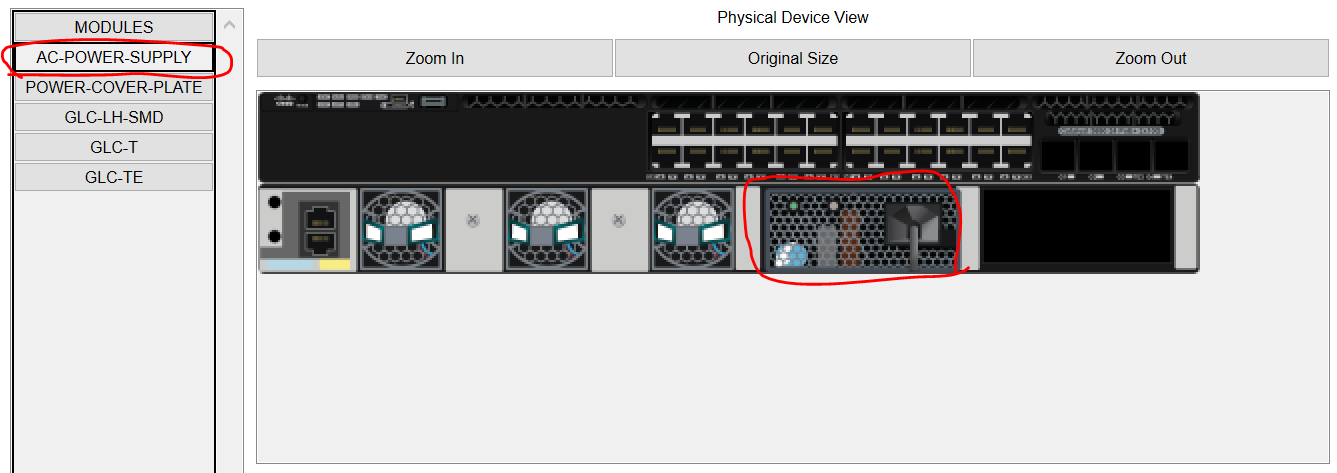 MODULES
AC-POWER-SUPPLY
POWER-COVER-PLATE
GLC-LH-SMD
GLC-T
GLC-TE
Physical Device View
Zoom In
Original Size
Zoom Out